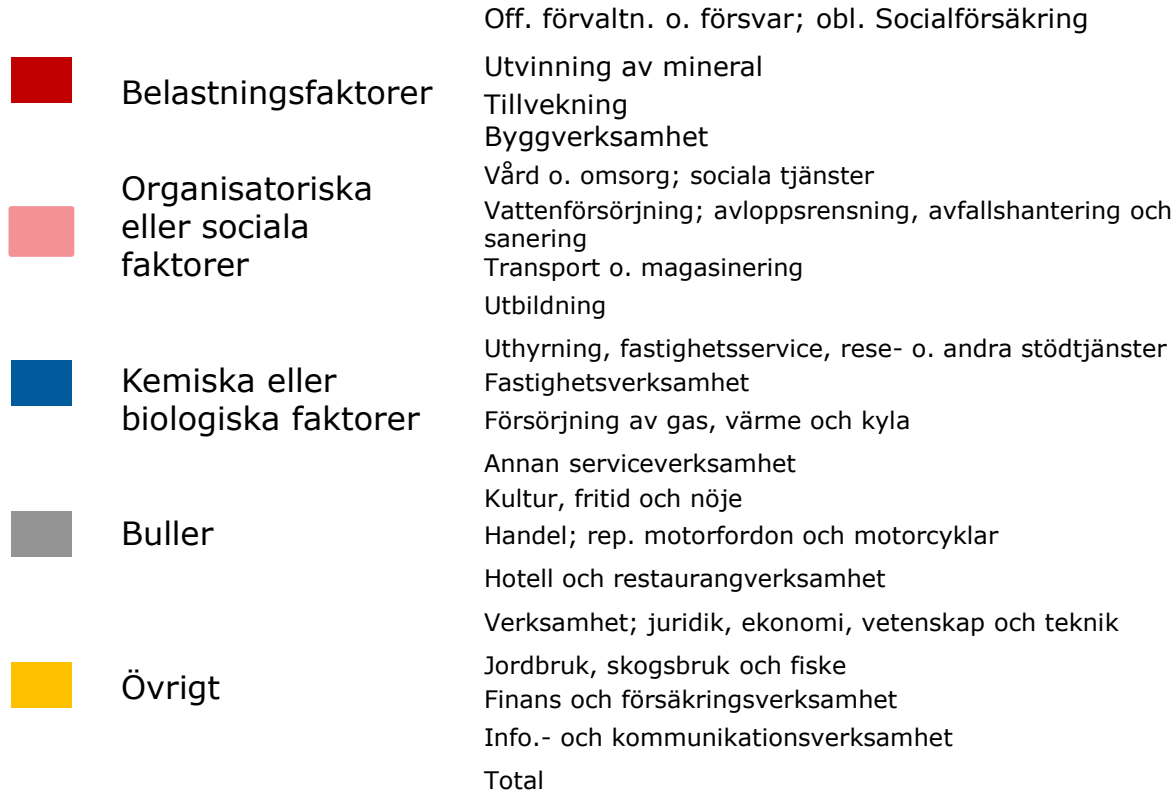 Belastningsfaktorer
Organisatoriska
eller sociala
faktorer
Kemiska eller
biologiska faktorer
Buller
Övrigt
Off. förvaltn. o. försvar; obl. Socialförsäkring
Utvinning av mineral
Tillvekning
Byggverksamhet
Vård o. omsorg; sociala tjänster
Vattenförsörjning; avloppsrensning, avfallshantering och
sanering
Transport o. magasinering
Utbildning
Uthyrning, fastighetsservice, rese- o. andra stödtjänster
Fastighetsverksamhet
Försörjning av gas, värme och kyla
Annan serviceverksamhet
Kultur, fritid och nöje
Handel; rep. motorfordon och motorcyklar
Hotell och restaurangverksamhet
Verksamhet; juridik, ekonomi, vetenskap och teknik
Jordbruk, skogsbruk och fiske
Finans och försäkringsverksamhet
Info.- och kommunikationsverksamhet
Total